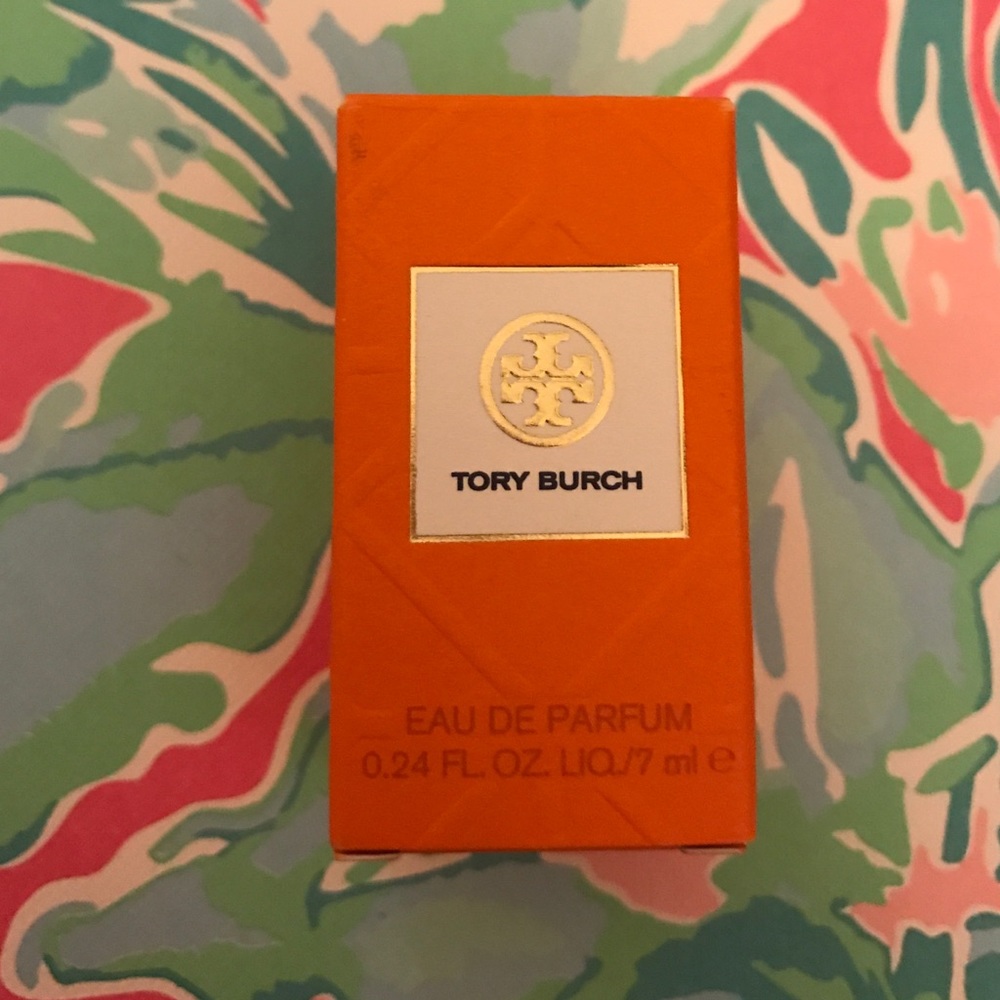 TORY BURCH
EAU DE PARFUM
0.24 FL. OZ. LIQ./7 ml e